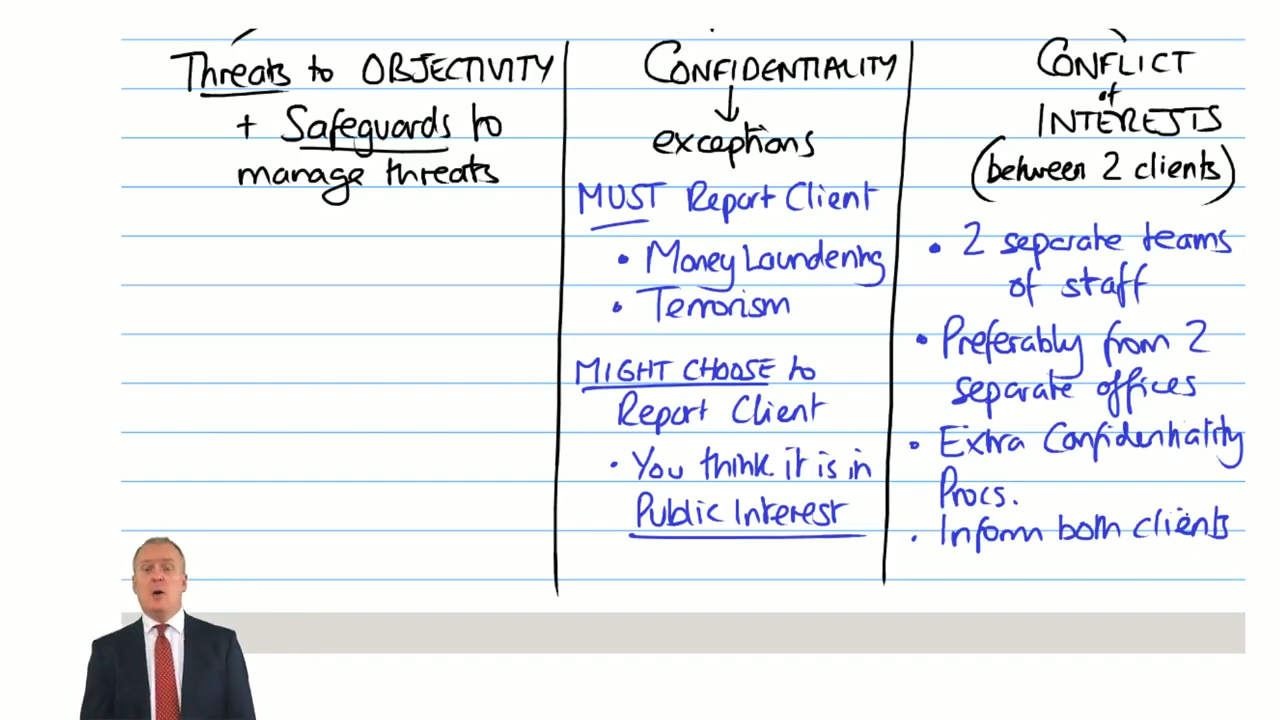 Threats to OBJECTIVITY
+ Safeguards to
manage threats
CONFIDENTIALITY
exceptions
MUST Report Client
• Money Laundering
• Terrorism
MIGHT CHOOSE to
Report Client
• You think it is in
Public Interest
CONFLICT
of
INTERESTS
(between 2 clients)
• 2 separate teams
of staff
• Preferably from 2
separate offices
• Extra Confidentiality
Procs.
• Inform both clients